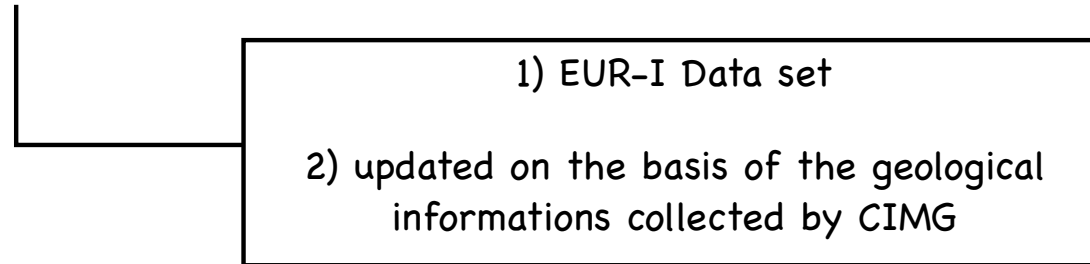 1) EUR-I Data set
2) updated on the basis of the geological
informations collected by CIMG